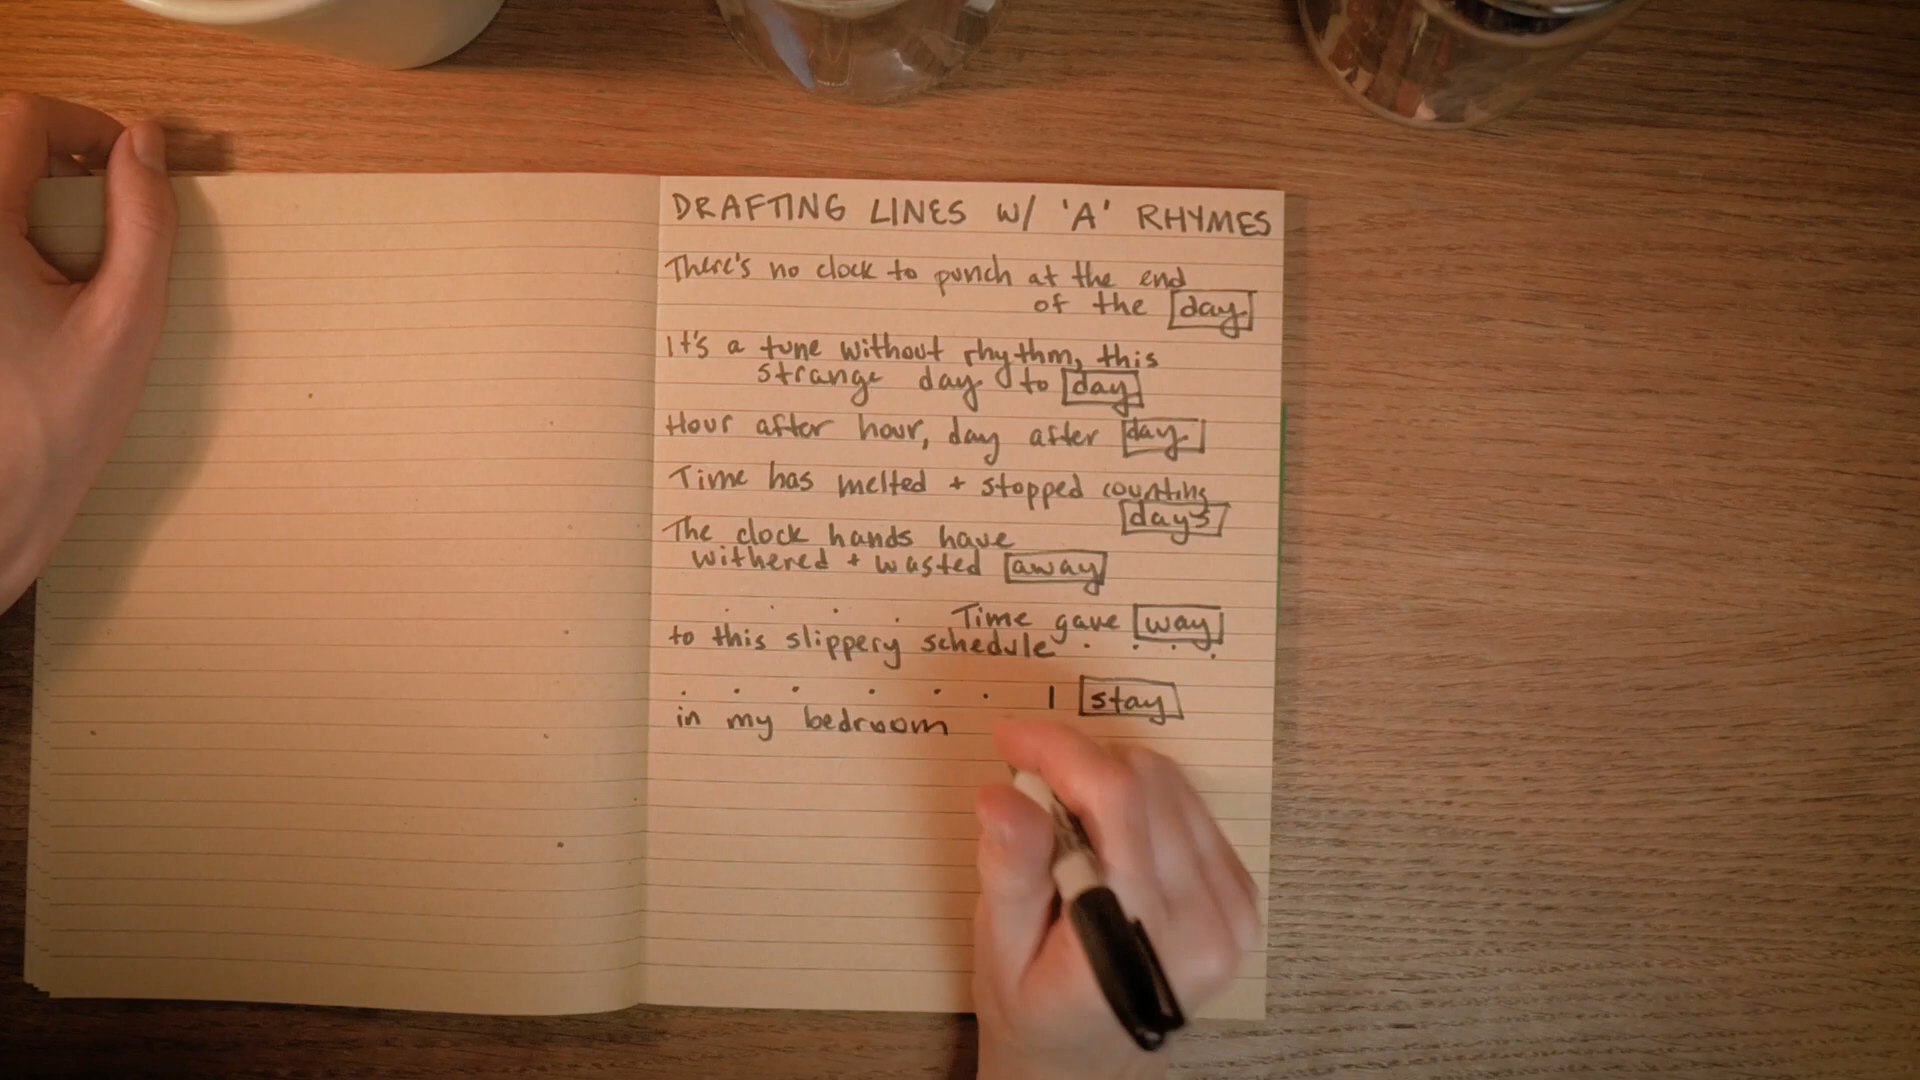 DRAFTING LINES W/ 'A' RHYMES
There's no clock to punch at the end
of the day
It's a tune without rhythm, this
strange day to day
Hour after hour, day after day
Time has melted + stopped counting
days
The clock hands have
withered + wasted away
. . . . Time gave way
to this slippery schedule . . . .
. . . . . . I stay
in my bedroom